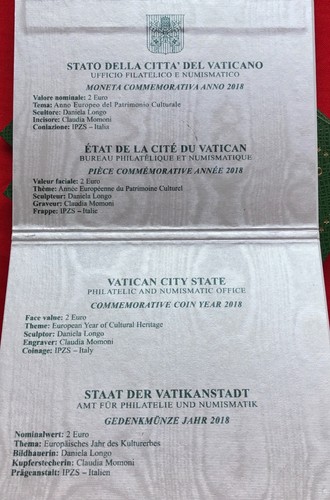 STATO DELLA CITTA' DEL VATICANO
UFFICIO FILATELICO E NUMISMATICO
MONETA COMMEMORATIVA ANNO 2018
Valore nominale: 2 Euro
Tema: Anno Europeo del Patrimonio Culturale
Scultore: Daniela Longo
Incisore: Claudia Momoni
Coniazione: IPZS – Italia
ÉTAT DE LA CITÉ DU VATICAN
BUREAU PHILATÉLIQUE ET NUMISMATIQUE
PIÈCE COMMÉMORATIVE ANNÉE 2018
Valeur faciale: 2 Euro
Thème: Année Européenne du Patrimoine Culturel
Sculpteur: Daniela Longo
Graveur: Claudia Momoni
Frappe: IPZS – Italie
VATICAN CITY STATE
PHILATELIC AND NUMISMATIC OFFICE
COMMEMORATIVE COIN YEAR 2018
Face value: 2 Euro
Theme: European Year of Cultural Heritage
Sculptor: Daniela Longo
Engraver: Claudia Momoni
Coinage: IPZS - Italy
STAAT DER VATIKANSTADT
AMT FÜR PHILATELIE UND NUMISMATIK
GEDENKMÜNZE JAHR 2018
Nominalwert: 2 Euro
Thema: Europäisches Jahr des Kulturerbes
Bildhauerin: Daniela Longo
Kupferstecherin: Claudia Momoni
Prägeanstalt: IPZS – Italien